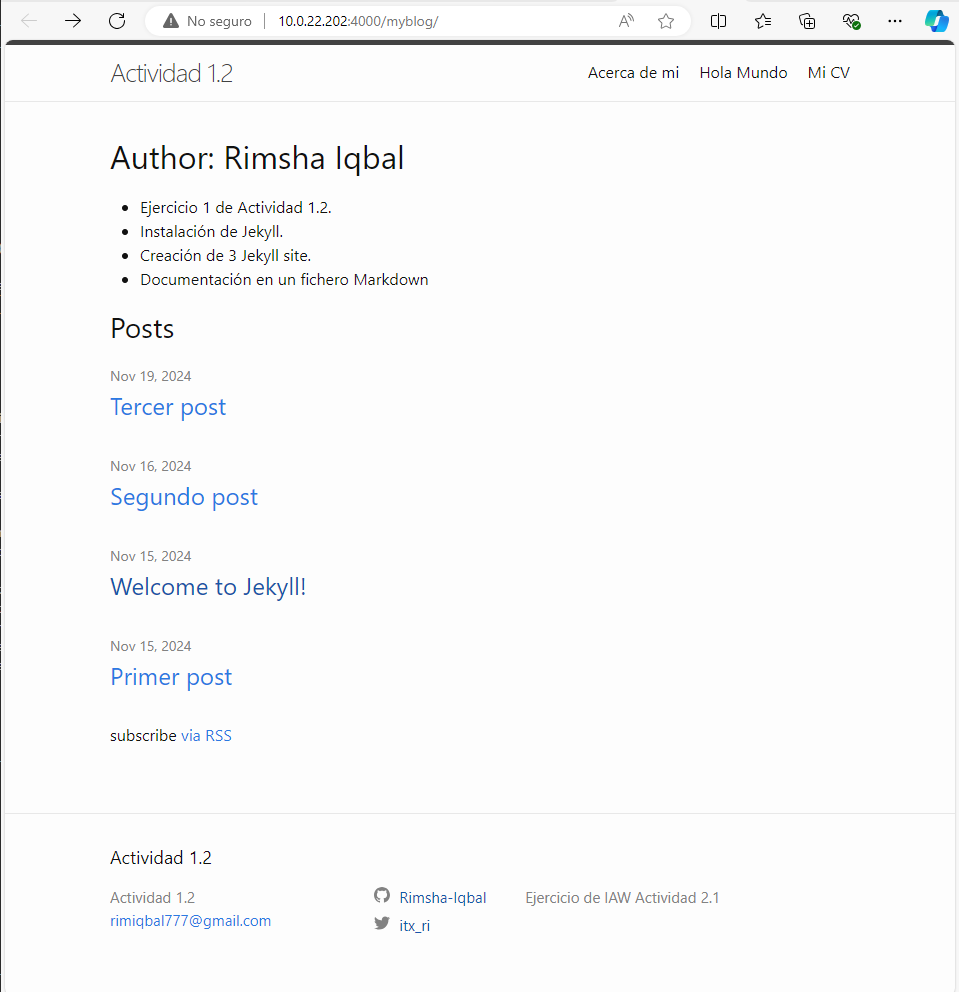 No seguro | 10.0.22.202:4000/myblog/
Actividad 1.2
Acerca de mi Hola Mundo Mi CV
Author: Rimsha Iqbal
Ejercicio 1 de Actividad 1.2.
Instalación de Jekyll.
Creación de 3 Jekyll site.
Documentación en un fichero Markdown
Posts
Nov 19, 2024
Tercer post
Nov 16, 2024
Segundo post
Nov 15, 2024
Welcome to Jekyll!
Nov 15, 2024
Primer post
subscribe via RSS
Actividad 1.2
Actividad 1.2
rimiqbal777@gmail.com
Rimsha-Iqbal
itx_ri
Ejercicio de IAW Actividad 2.1